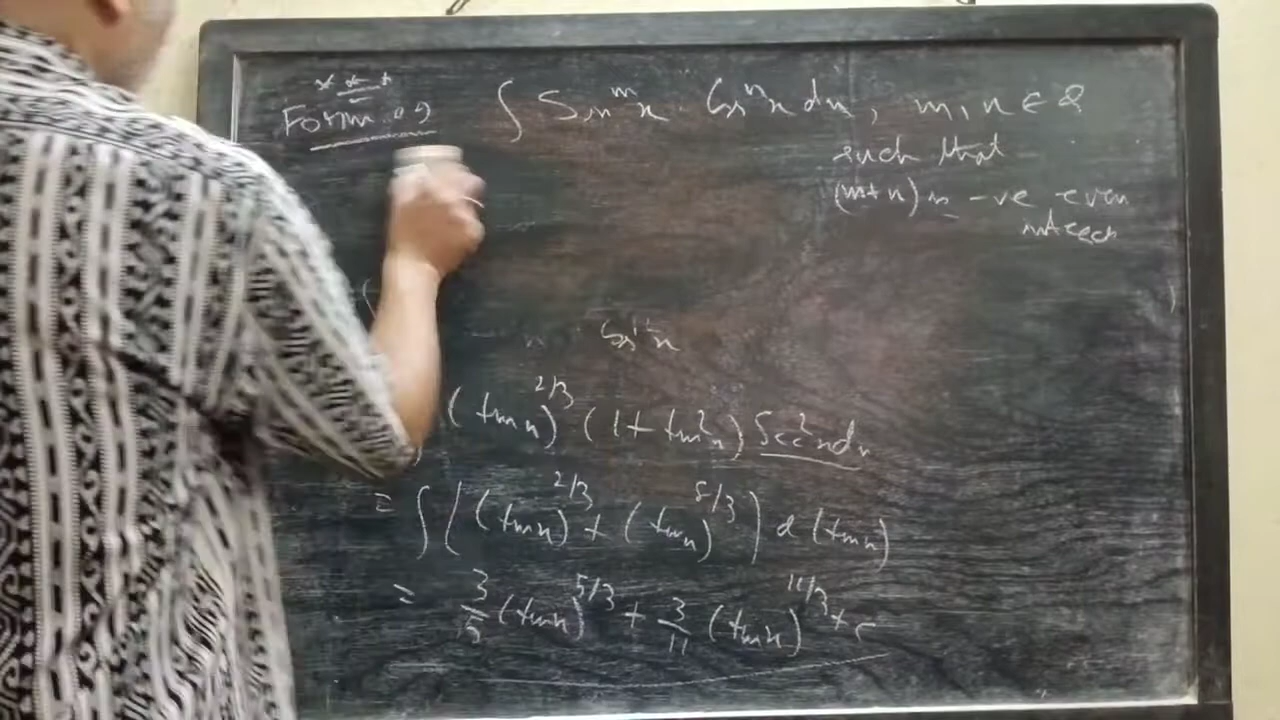 Form 09 ∫ Sin^m x · Cos^n x dx, m, n ∈ Q
such that
(m+n) is -ve even
integer
Cos x
(tan x)^2/3 (1 + tan^2 x) Sec^2 x dx
= ∫ ( (tan x)^2/3 + (tan x)^8/3 ) d (tan x)
= 3/5 (tan x)^5/3 + 3/11 (tan x)^11/3 + c